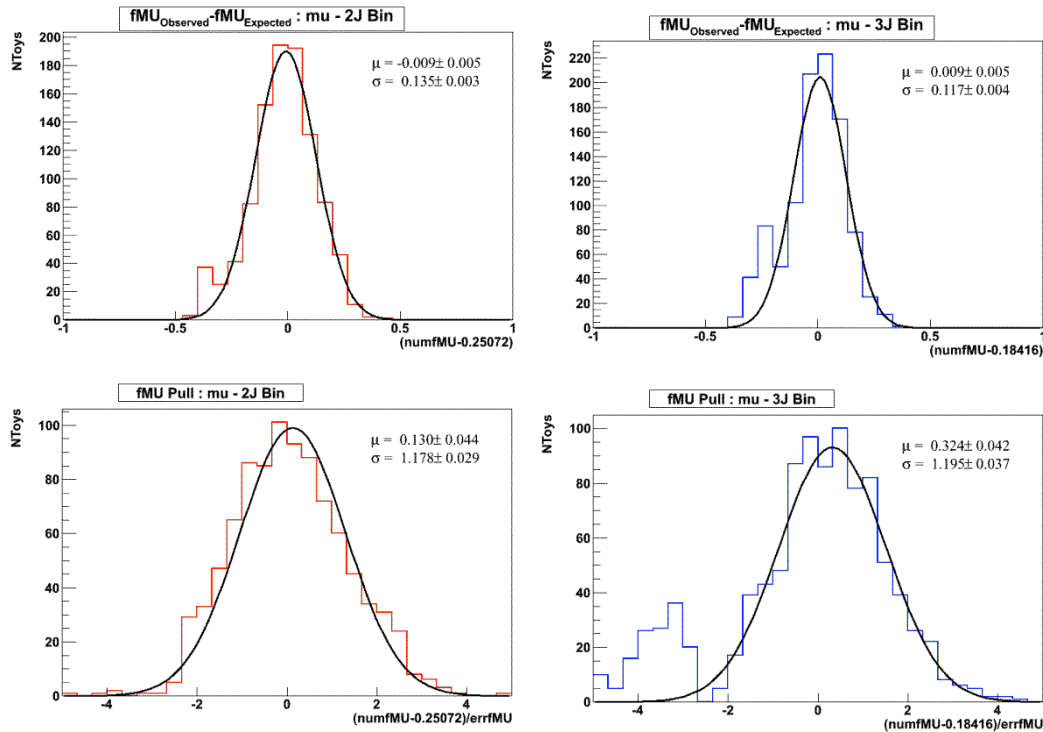 fMU_Observed-fMU_Expected : mu - 2J Bin
NToys
200
180
160
140
120
100
80
60
40
20
0
μ = -0.009± 0.005
σ = 0.135± 0.003
-1
-0.5
0
0.5
1
(numfMU-0.25072)
fMU_Observed-fMU_Expected : mu - 3J Bin
NToys
220
200
180
160
140
120
100
80
60
40
20
0
μ = 0.009± 0.005
σ = 0.117± 0.004
-1
-0.5
0
0.5
1
(numfMU-0.18416)
fMU Pull : mu - 2J Bin
NToys
100
80
60
40
20
0
μ = 0.130± 0.044
σ = 1.178± 0.029
-4
-2
0
2
4
(numfMU-0.25072)/errfMU
fMU Pull : mu - 3J Bin
NToys
100
80
60
40
20
0
μ = 0.324± 0.042
σ = 1.195± 0.037
-4
-2
0
2
4
(numfMU-0.18416)/errfMU